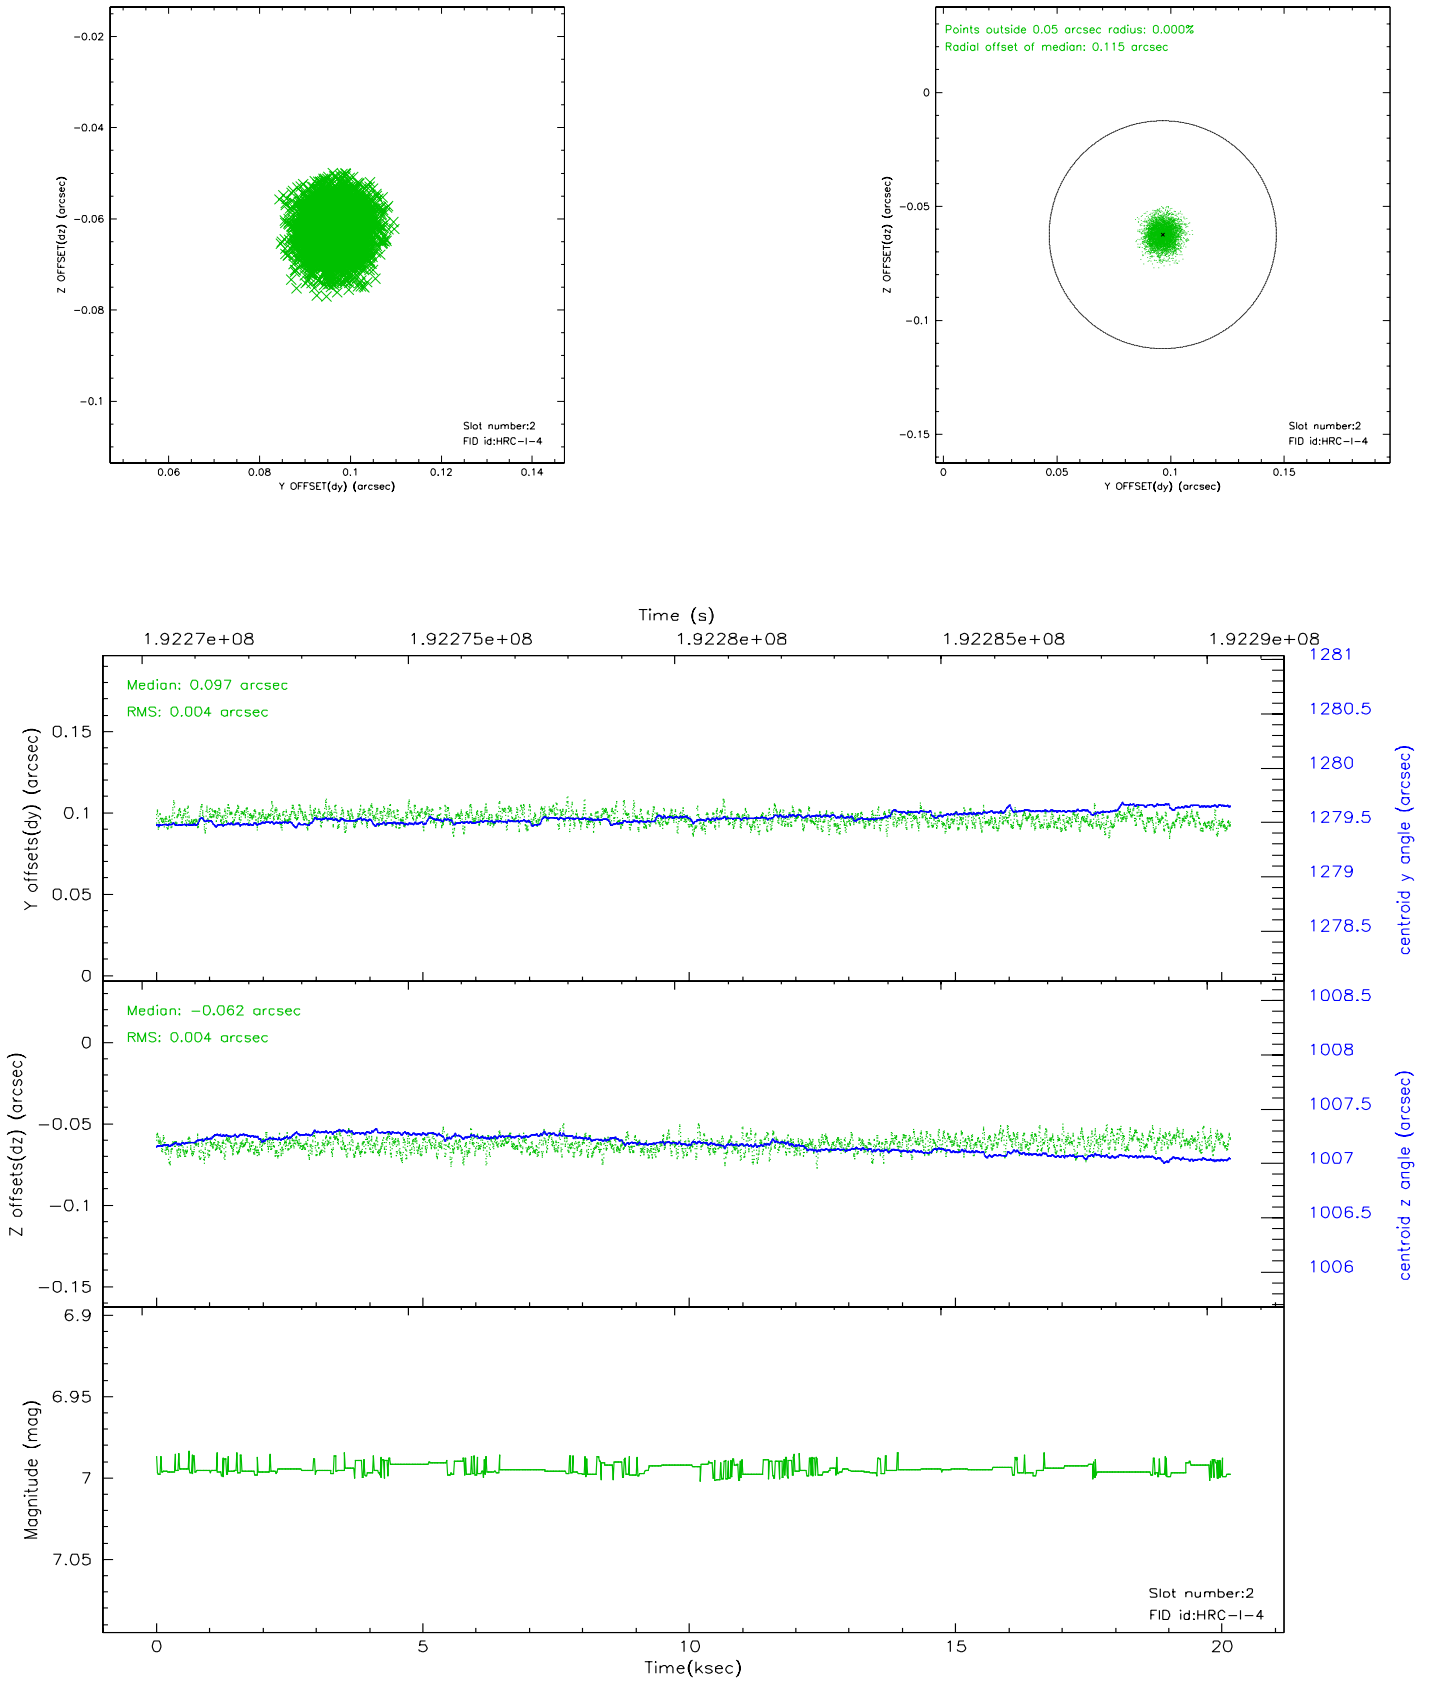 −0.02
−0.04
−0.06
−0.08
−0.1
Z OFFSET(dz) (arcsec)
Slot number:2
FID id:HRC−I−4
0.06 0.08 0.1 0.12 0.14
Y OFFSET(dy) (arcsec)
Points outside 0.05 arcsec radius: 0.000%
Radial offset of median: 0.115 arcsec
0
−0.05
−0.1
−0.15
Z OFFSET(dz) (arcsec)
Slot number:2
FID id:HRC−I−4
0 0.05 0.1 0.15
Y OFFSET(dy) (arcsec)
Time (s)
1.9227e+08 1.92275e+08 1.9228e+08 1.92285e+08 1.9229e+08
Median: 0.097 arcsec
RMS: 0.004 arcsec
0.15
0.1
0.05
0
Y offsets(dy) (arcsec)
1281
1280.5
1280
1279.5
1279
1278.5
centroid y angle (arcsec)
Median: −0.062 arcsec
RMS: 0.004 arcsec
0
−0.05
−0.1
−0.15
Z offsets(dz) (arcsec)
1008.5
1008
1007.5
1007
1006.5
1006
centroid z angle (arcsec)
6.9
6.95
7
7.05
Magnitude (mag)
Slot number:2
FID id:HRC−I−4
0 5 10 15 20
Time(ksec)